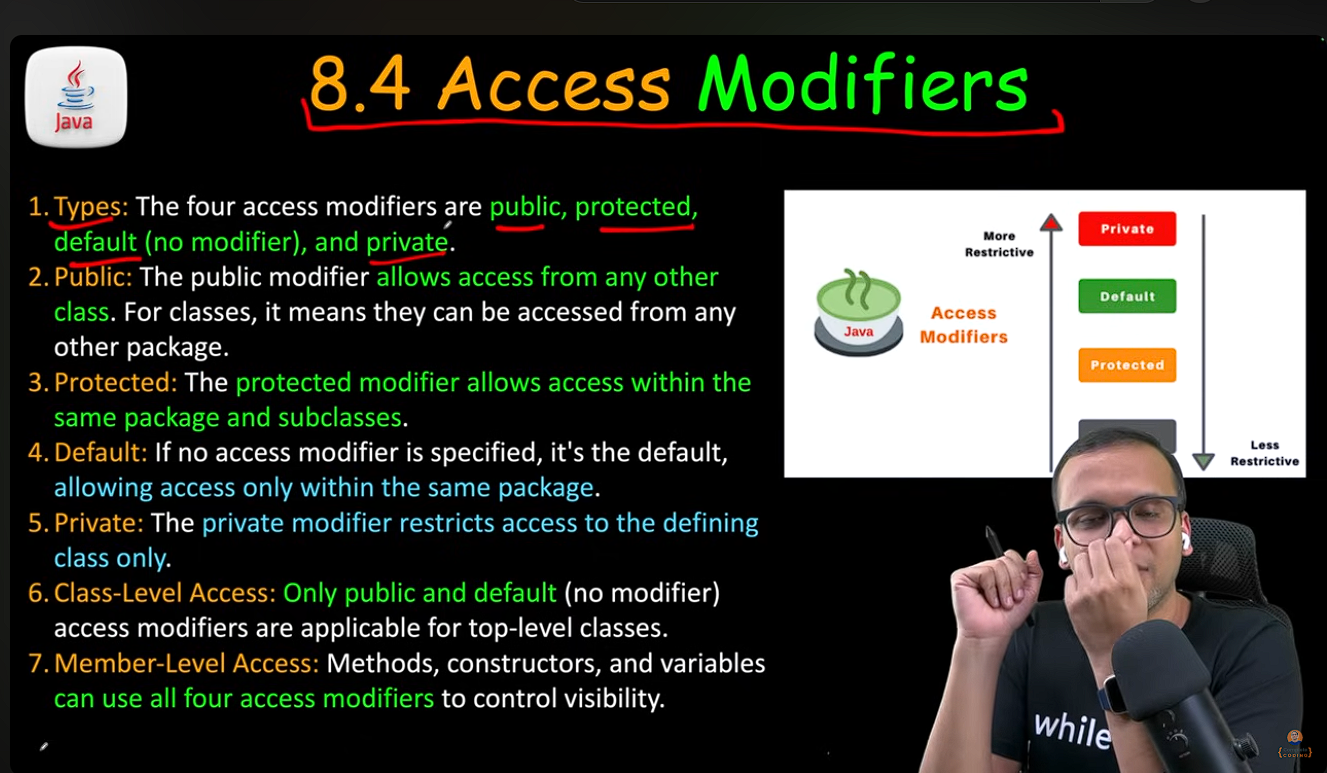 Java
8.4 Access Modifiers
1. Types: The four access modifiers are public, protected,
default (no modifier), and private.
2. Public: The public modifier allows access from any other
class. For classes, it means they can be accessed from any
other package.
3. Protected: The protected modifier allows access within the
same package and subclasses.
4. Default: If no access modifier is specified, it's the default,
allowing access only within the same package.
5. Private: The private modifier restricts access to the defining
class only.
6. Class-Level Access: Only public and default (no modifier)
access modifiers are applicable for top-level classes.
7. Member-Level Access: Methods, constructors, and variables
can use all four access modifiers to control visibility.
More
Restrictive
Private
Default
Protected
Java
Access
Modifiers
Less
Restrictive
while
CODING